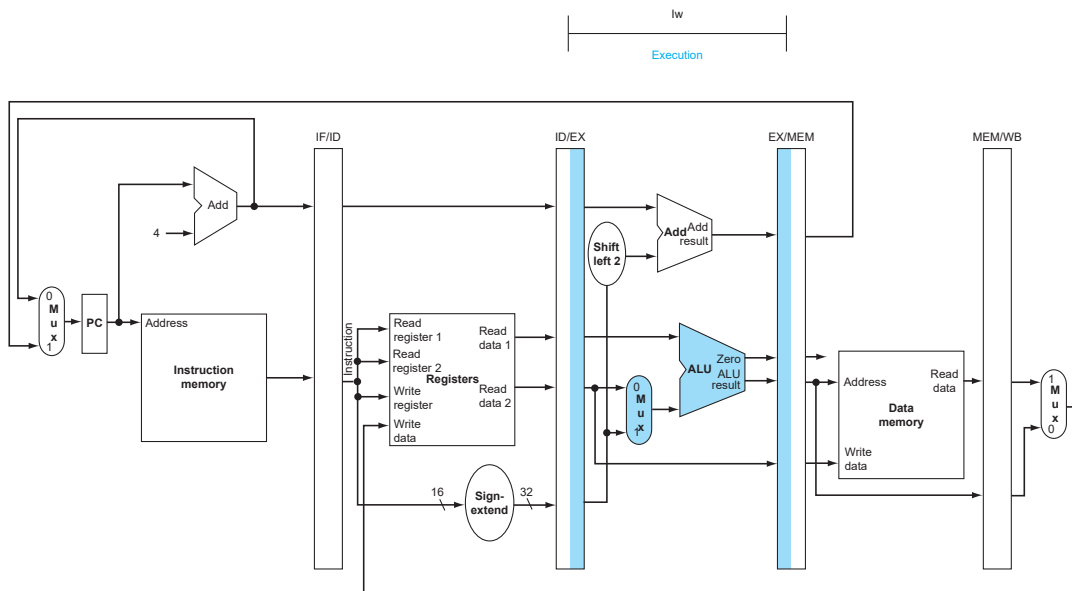 lw
Execution
IF/ID
ID/EX
EX/MEM
MEM/WB
Add
4
Add Add
result
Shift
left 2
0
M
u
x
1
PC
Address
Instruction
memory
Instruction
Read
register 1
Read
register 2
Write
register
Write
data
Registers
Read
data 1
Read
data 2
16
Sign-
extend
32
0
M
u
x
1
ALU
Zero
ALU
result
Address
Read
data
Data
memory
Write
data
1
M
u
x
0